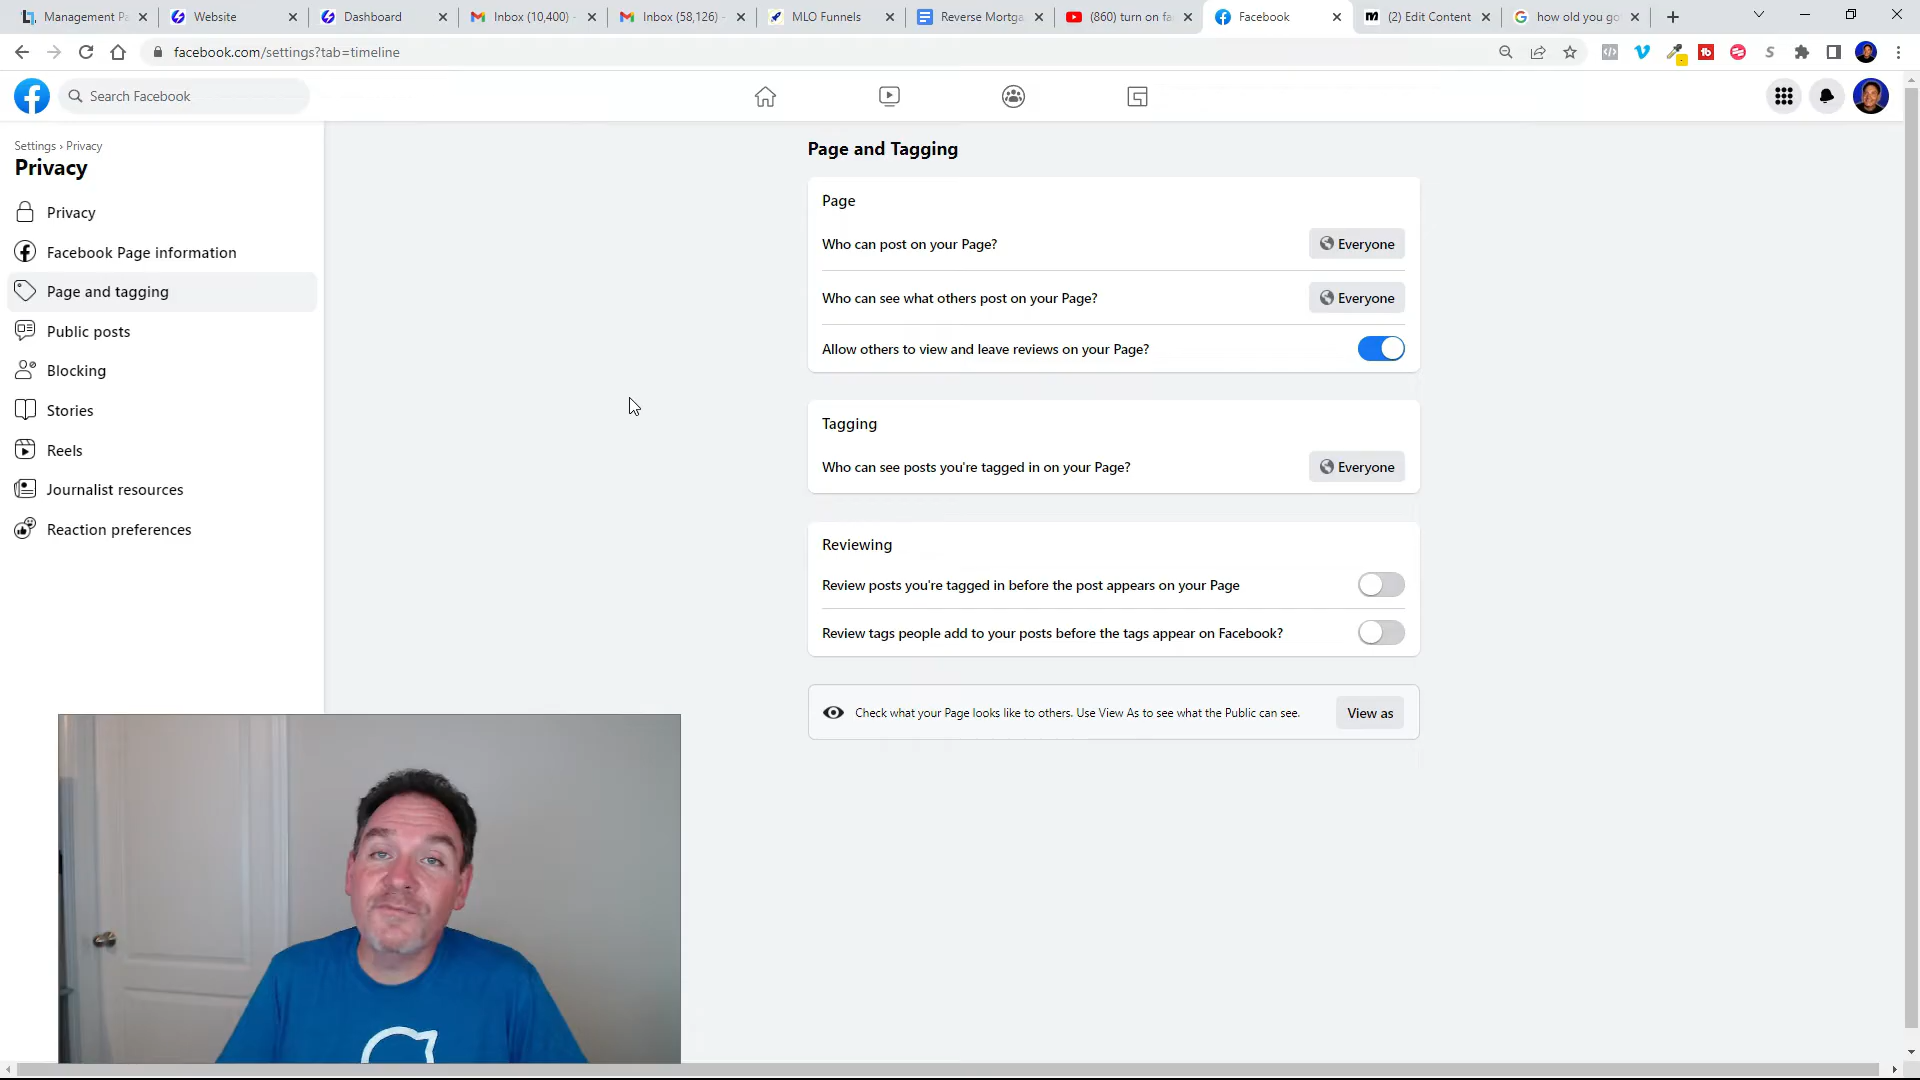 Management Pa
Website
Dashboard
Inbox (10,400) -
Inbox (58,126) -
MLO Funnels
Reverse Mortga
(860) turn on fa
Facebook
(2) Edit Content
how old you go
facebook.com/settings?tab=timeline
Search Facebook
Settings › Privacy
Privacy
Privacy
Facebook Page information
Page and tagging
Public posts
Blocking
Stories
Reels
Journalist resources
Reaction preferences
Page and Tagging
Page
Who can post on your Page?
Everyone
Who can see what others post on your Page?
Everyone
Allow others to view and leave reviews on your Page?
Tagging
Who can see posts you're tagged in on your Page?
Everyone
Reviewing
Review posts you're tagged in before the post appears on your Page
Review tags people add to your posts before the tags appear on Facebook?
Check what your Page looks like to others. Use View As to see what the Public can see.
View as